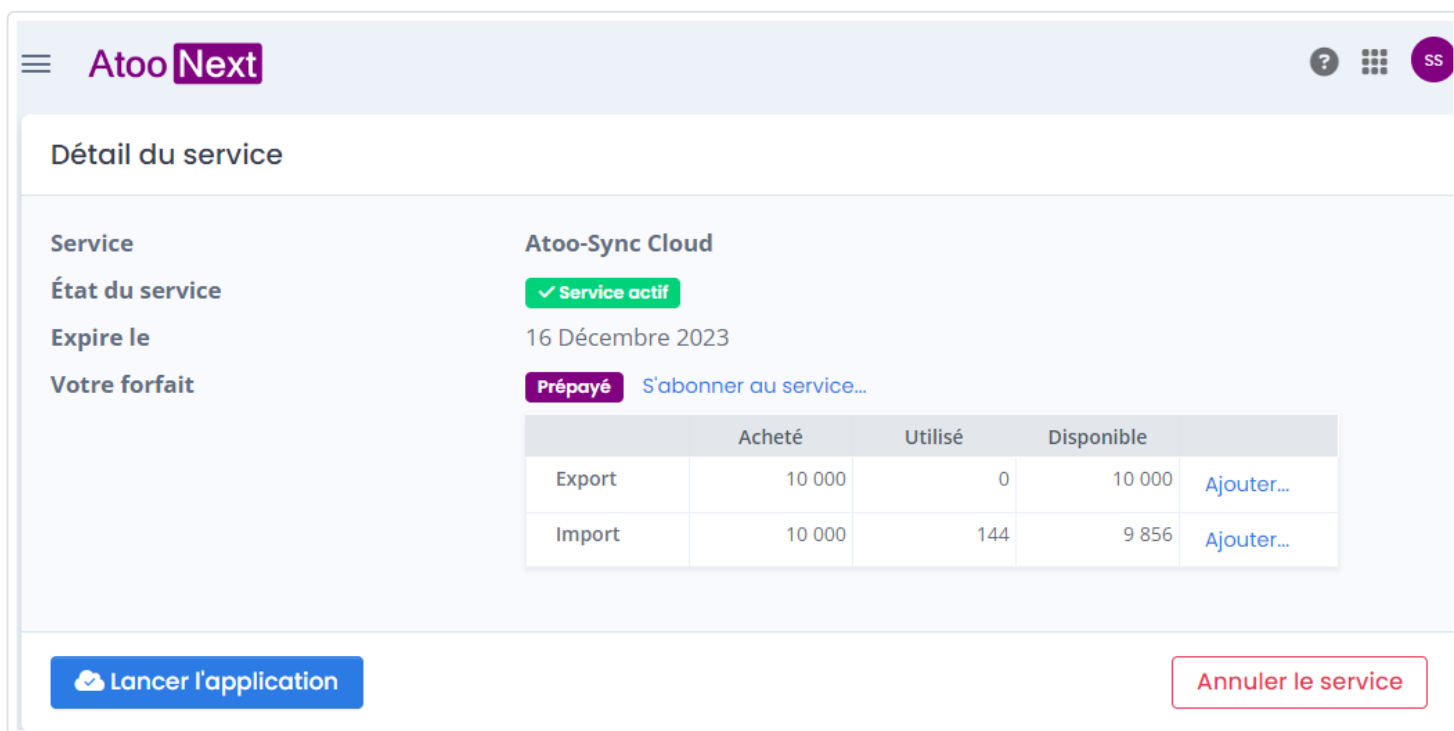 Atoo Next
? SS
Détail du service
Service Atoo-Sync Cloud
État du service Service actif
Expire le 16 Décembre 2023
Votre forfait Prépayé S'abonner au service...
Acheté Utilisé Disponible
Export 10 000 0 10 000 Ajouter...
Import 10 000 144 9 856 Ajouter...
Lancer l'application Annuler le service